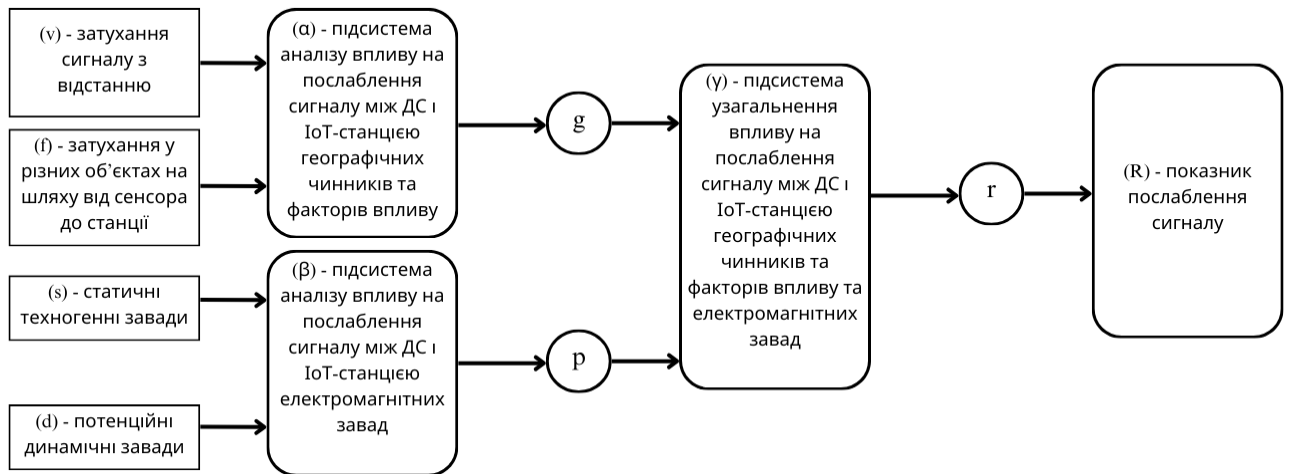 (v) - затухання
сигналу з
відстанню
(f) - затухання у
різних об’єктах на
шляху від сенсора
до станції
(s) - статичні
техногенні завади
(d) - потенційні
динамічні завади
(α) - підсистема
аналізу впливу на
послаблення
сигналу між ДС і
IoT-станцією
географічних
чинників та
факторів впливу
(β) - підсистема
аналізу впливу на
послаблення
сигналу між ДС і
IoT-станцією
електромагнітних
завад
g
p
(γ) - підсистема
узагальнення
впливу на
послаблення
сигналу між ДС і
IoT-станцією
географічних
чинників та
факторів впливу та
електромагнітних
завад
r
(R) - показник
послаблення
сигналу